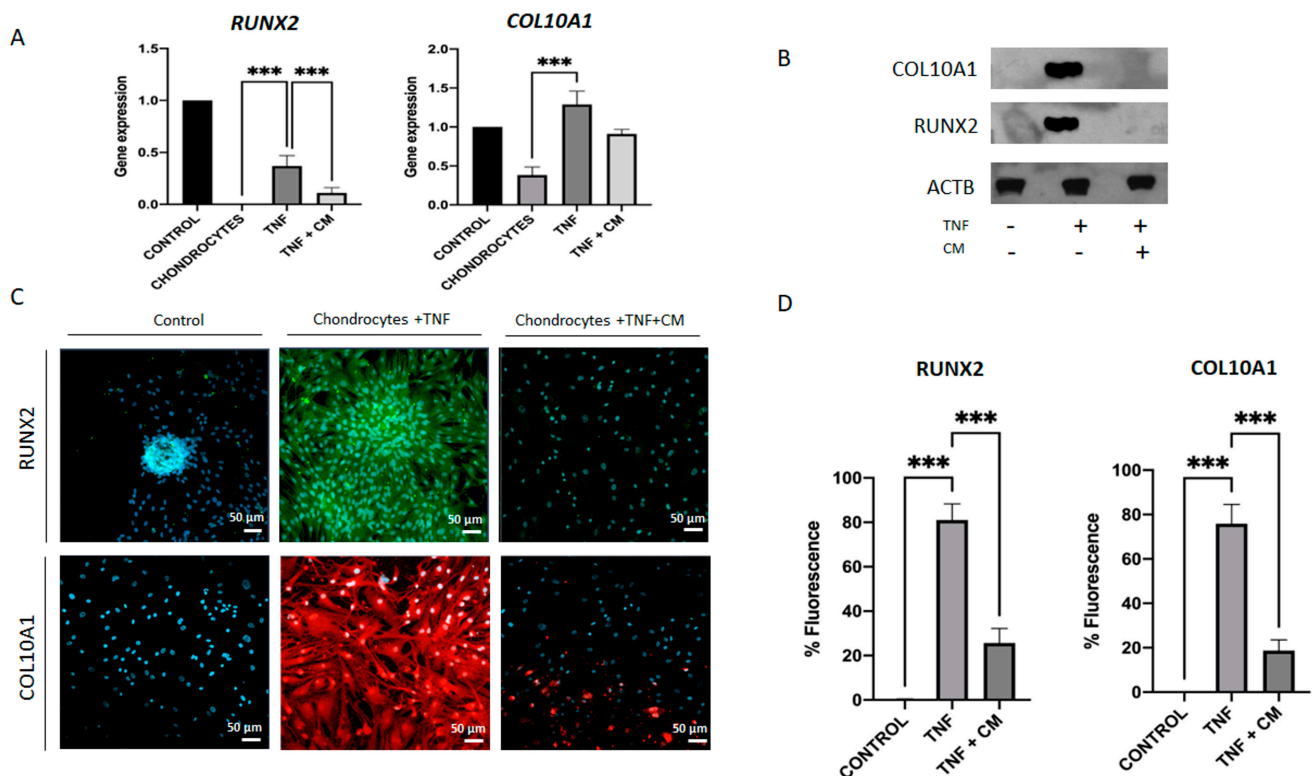 A
RUNX2
Gene expression
1.5
1.0
0.5
0.0
***
***
CONTROL
CHONDROCYTES
TNF
TNF + CM
COL10A1
Gene expression
2.0
1.5
1.0
0.5
0.0
***
CONTROL
CHONDROCYTES
TNF
TNF + CM
B
COL10A1
RUNX2
ACTB
TNF - + +
CM - - +
C
Control
Chondrocytes +TNF
Chondrocytes +TNF+CM
RUNX2
50 µm
50 µm
50 µm
COL10A1
50 µm
50 µm
50 µm
D
RUNX2
% Fluorescence
100
80
60
40
20
0
***
***
CONTROL
TNF
TNF + CM
COL10A1
% Fluorescence
100
80
60
40
20
0
***
***
CONTROL
TNF
TNF + CM